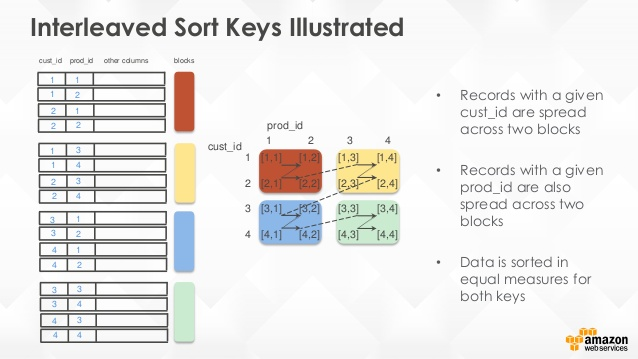 Interleaved Sort Keys Illustrated
cust_id prod_id other columns blocks
1 1
1 2
2 1
2 2
1 3
1 4
2 3
2 4
3 1
3 2
4 1
4 2
3 3
3 4
4 3
4 4
prod_id
1 2 3 4
cust_id
1 [1,1] [1,2] [1,3] [1,4]
2 [2,1] [2,2] [2,3] [2,4]
3 [3,1] [3,2] [3,3] [3,4]
4 [4,1] [4,2] [4,3] [4,4]
• Records with a given
cust_id are spread
across two blocks
• Records with a given
prod_id are also
spread across two
blocks
• Data is sorted in
equal measures for
both keys
amazon
web services